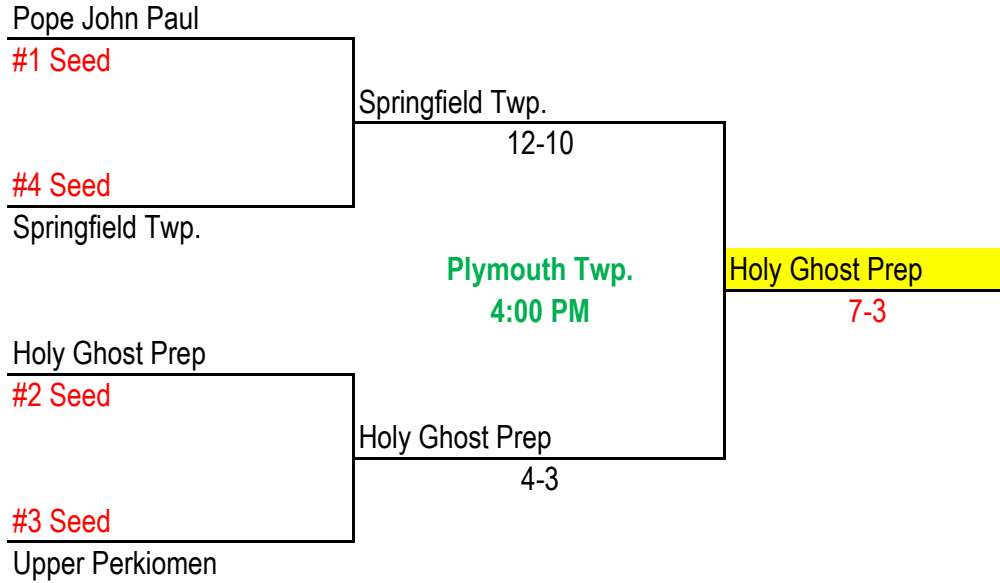 Pope John Paul
#1 Seed
Springfield Twp.
12-10
#4 Seed
Springfield Twp.
Plymouth Twp.
4:00 PM
Holy Ghost Prep
7-3
Holy Ghost Prep
#2 Seed
Holy Ghost Prep
4-3
#3 Seed
Upper Perkiomen